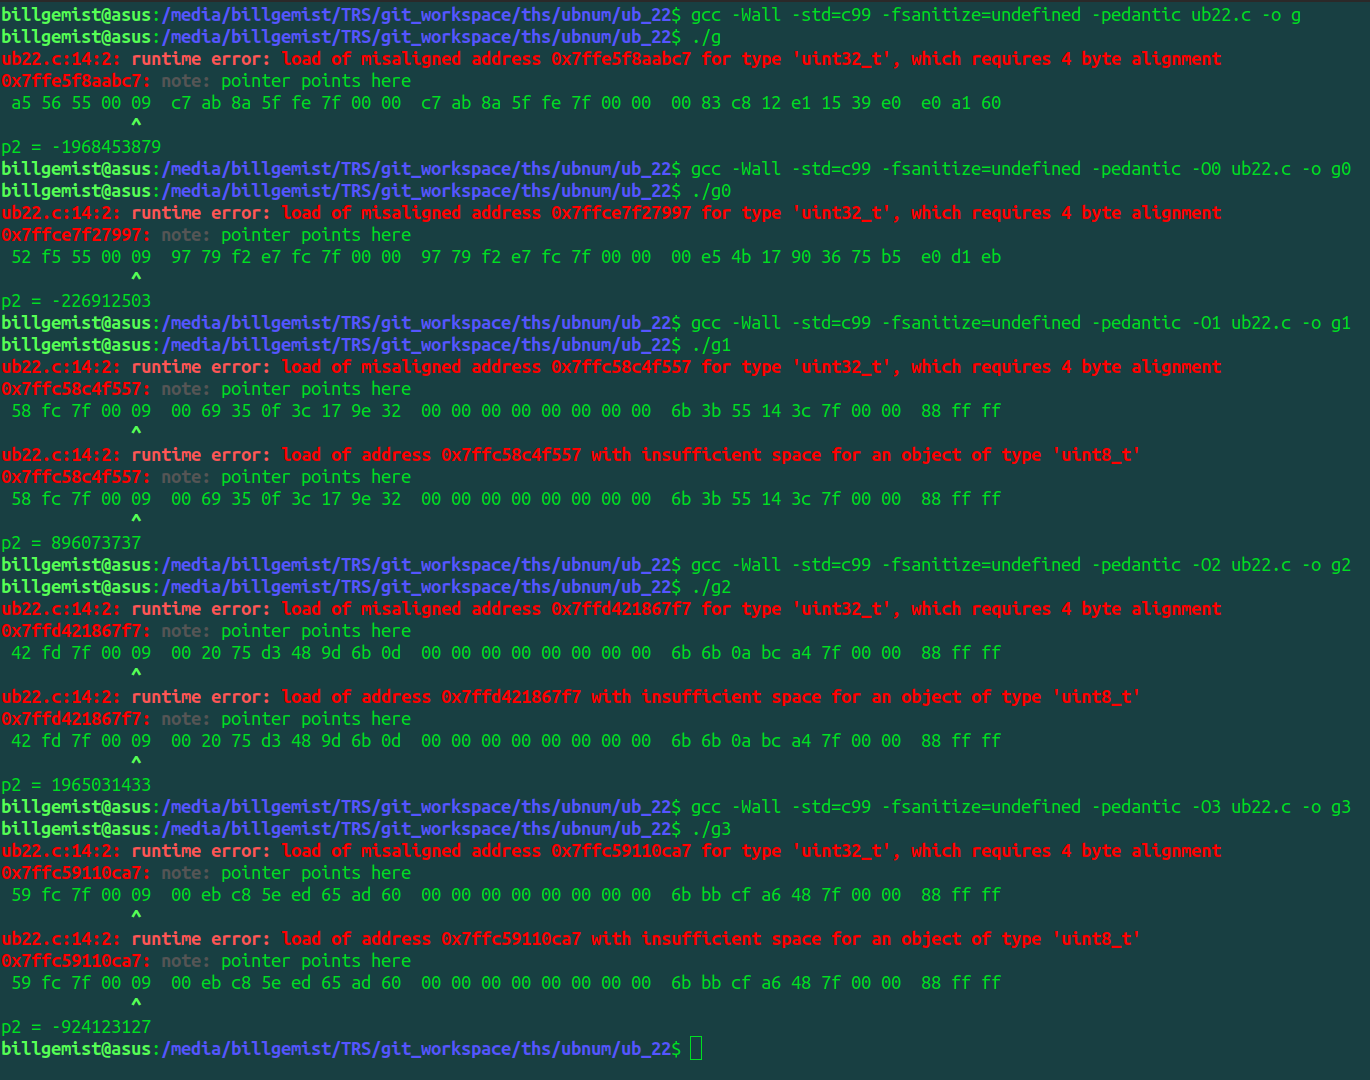 billgemist@asus:/media/billgemist/TRS/git_workspace/ths/ubnum/ub_22$ gcc -Wall -std=c99 -fsanitize=undefined -pedantic ub22.c -o g
billgemist@asus:/media/billgemist/TRS/git_workspace/ths/ubnum/ub_22$ ./g
ub22.c:14:2: runtime error: load of misaligned address 0x7ffe5f8aabc7 for type 'uint32_t', which requires 4 byte alignment
0x7ffe5f8aabc7: note: pointer points here
 a5 56 55 00 09  c7 ab 8a 5f fe 7f 00 00  c7 ab 8a 5f fe 7f 00 00  00 83 c8 12 e1 15 39 e0  e0 a1 60
             ^
p2 = -1968453879
billgemist@asus:/media/billgemist/TRS/git_workspace/ths/ubnum/ub_22$ gcc -Wall -std=c99 -fsanitize=undefined -pedantic -O0 ub22.c -o g0
billgemist@asus:/media/billgemist/TRS/git_workspace/ths/ubnum/ub_22$ ./g0
ub22.c:14:2: runtime error: load of misaligned address 0x7ffce7f27997 for type 'uint32_t', which requires 4 byte alignment
0x7ffce7f27997: note: pointer points here
 52 f5 55 00 09  97 79 f2 e7 fc 7f 00 00  97 79 f2 e7 fc 7f 00 00  00 e5 4b 17 90 36 75 b5  e0 d1 eb
             ^
p2 = -226912503
billgemist@asus:/media/billgemist/TRS/git_workspace/ths/ubnum/ub_22$ gcc -Wall -std=c99 -fsanitize=undefined -pedantic -O1 ub22.c -o g1
billgemist@asus:/media/billgemist/TRS/git_workspace/ths/ubnum/ub_22$ ./g1
ub22.c:14:2: runtime error: load of misaligned address 0x7ffc58c4f557 for type 'uint32_t', which requires 4 byte alignment
0x7ffc58c4f557: note: pointer points here
 58 fc 7f 00 09  00 69 35 0f 3c 17 9e 32  00 00 00 00 00 00 00 00  6b 3b 55 14 3c 7f 00 00  88 ff ff
             ^
ub22.c:14:2: runtime error: load of address 0x7ffc58c4f557 with insufficient space for an object of type 'uint8_t'
0x7ffc58c4f557: note: pointer points here
 58 fc 7f 00 09  00 69 35 0f 3c 17 9e 32  00 00 00 00 00 00 00 00  6b 3b 55 14 3c 7f 00 00  88 ff ff
             ^
p2 = 896073737
billgemist@asus:/media/billgemist/TRS/git_workspace/ths/ubnum/ub_22$ gcc -Wall -std=c99 -fsanitize=undefined -pedantic -O2 ub22.c -o g2
billgemist@asus:/media/billgemist/TRS/git_workspace/ths/ubnum/ub_22$ ./g2
ub22.c:14:2: runtime error: load of misaligned address 0x7ffd421867f7 for type 'uint32_t', which requires 4 byte alignment
0x7ffd421867f7: note: pointer points here
 42 fd 7f 00 09  00 20 75 d3 48 9d 6b 0d  00 00 00 00 00 00 00 00  6b 6b 0a bc a4 7f 00 00  88 ff ff
             ^
ub22.c:14:2: runtime error: load of address 0x7ffd421867f7 with insufficient space for an object of type 'uint8_t'
0x7ffd421867f7: note: pointer points here
 42 fd 7f 00 09  00 20 75 d3 48 9d 6b 0d  00 00 00 00 00 00 00 00  6b 6b 0a bc a4 7f 00 00  88 ff ff
             ^
p2 = 1965031433
billgemist@asus:/media/billgemist/TRS/git_workspace/ths/ubnum/ub_22$ gcc -Wall -std=c99 -fsanitize=undefined -pedantic -O3 ub22.c -o g3
billgemist@asus:/media/billgemist/TRS/git_workspace/ths/ubnum/ub_22$ ./g3
ub22.c:14:2: runtime error: load of misaligned address 0x7ffc59110ca7 for type 'uint32_t', which requires 4 byte alignment
0x7ffc59110ca7: note: pointer points here
 59 fc 7f 00 09  00 eb c8 5e ed 65 ad 60  00 00 00 00 00 00 00 00  6b bb cf a6 48 7f 00 00  88 ff ff
             ^
ub22.c:14:2: runtime error: load of address 0x7ffc59110ca7 with insufficient space for an object of type 'uint8_t'
0x7ffc59110ca7: note: pointer points here
 59 fc 7f 00 09  00 eb c8 5e ed 65 ad 60  00 00 00 00 00 00 00 00  6b bb cf a6 48 7f 00 00  88 ff ff
             ^
p2 = -924123127
billgemist@asus:/media/billgemist/TRS/git_workspace/ths/ubnum/ub_22$